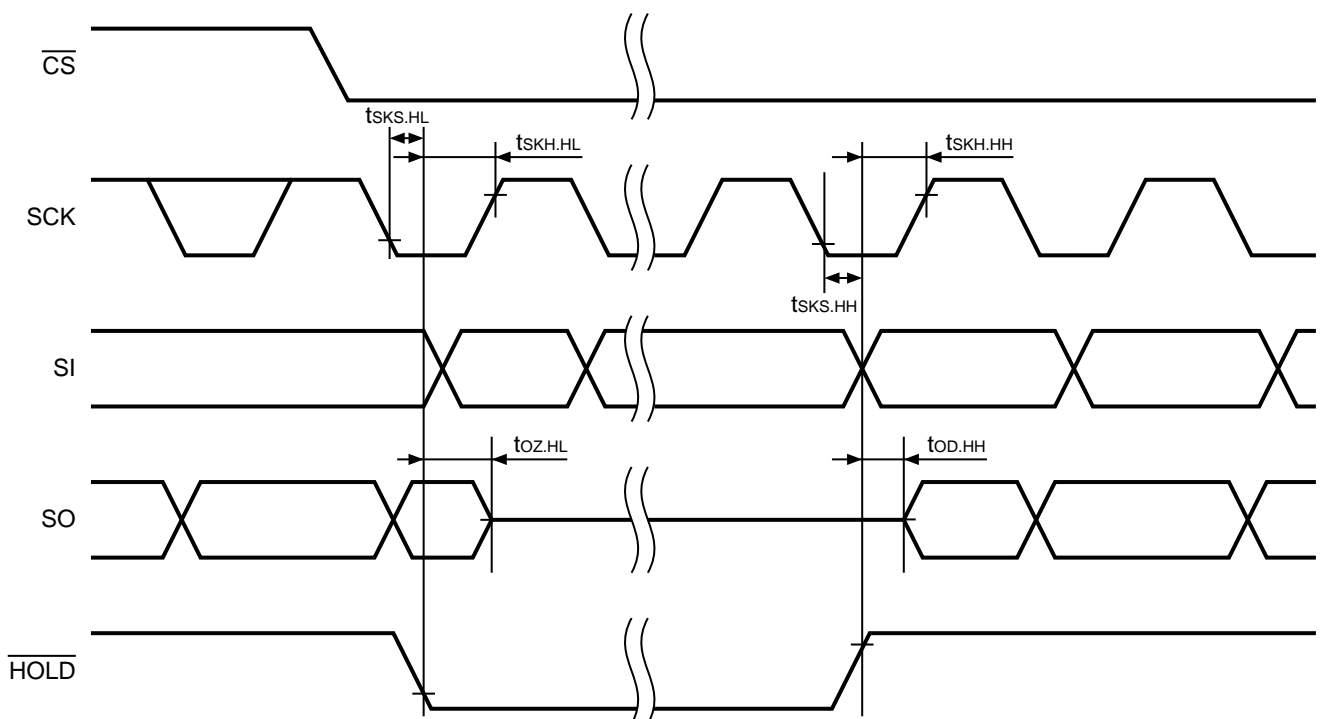 CS
tSKS.HL
tSKH.HL
tSKH.HH
SCK
tSKS.HH
SI
tOZ.HL
tOD.HH
SO
HOLD